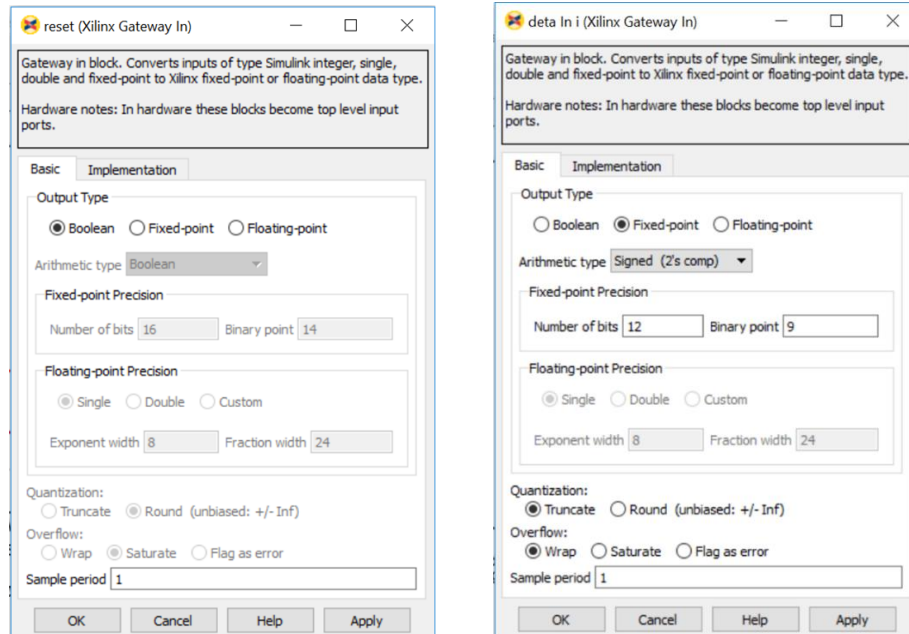 reset (Xilinx Gateway In)
Gateway in block. Converts inputs of type Simulink integer, single,
double and fixed-point to Xilinx fixed-point or floating-point data type.
Hardware notes: In hardware these blocks become top level input
ports.
Basic Implementation
Output Type
Boolean Fixed-point Floating-point
Arithmetic type Boolean
Fixed-point Precision
Number of bits 16 Binary point 14
Floating-point Precision
Single Double Custom
Exponent width 8 Fraction width 24
Quantization:
Truncate Round (unbiased: +/- Inf)
Overflow:
Wrap Saturate Flag as error
Sample period 1
OK Cancel Help Apply
deta In i (Xilinx Gateway In)
Gateway in block. Converts inputs of type Simulink integer, single,
double and fixed-point to Xilinx fixed-point or floating-point data type.
Hardware notes: In hardware these blocks become top level input
ports.
Basic Implementation
Output Type
Boolean Fixed-point Floating-point
Arithmetic type Signed (2's comp)
Fixed-point Precision
Number of bits 12 Binary point 9
Floating-point Precision
Single Double Custom
Exponent width 8 Fraction width 24
Quantization:
Truncate Round (unbiased: +/- Inf)
Overflow:
Wrap Saturate Flag as error
Sample period 1
OK Cancel Help Apply